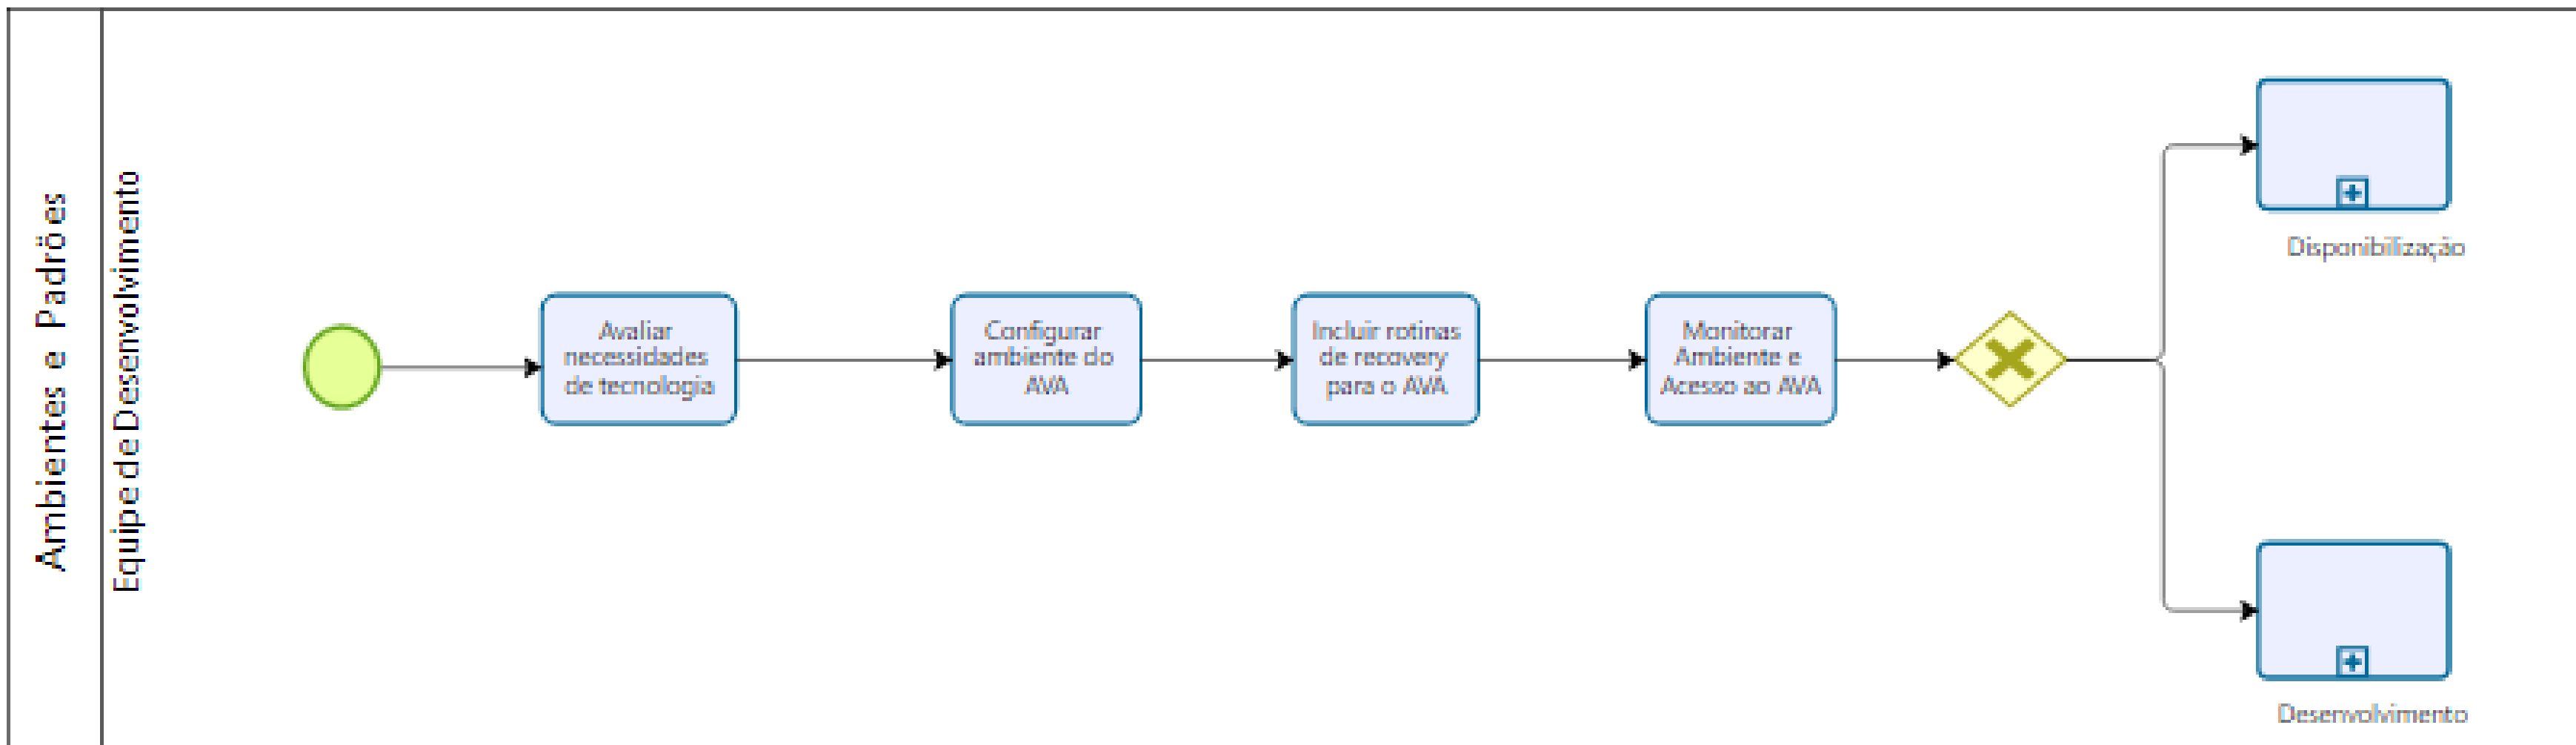 Ambientes e Padrões
Equipe de Desenvolvimento
Avaliar
necessidades
de tecnologia
Configurar
ambiente do
AVA
Incluir rotinas
de recovery
para o AVA
Monitorar
Ambiente e
Acesso ao AVA
Disponibilização
Desenvolvimento